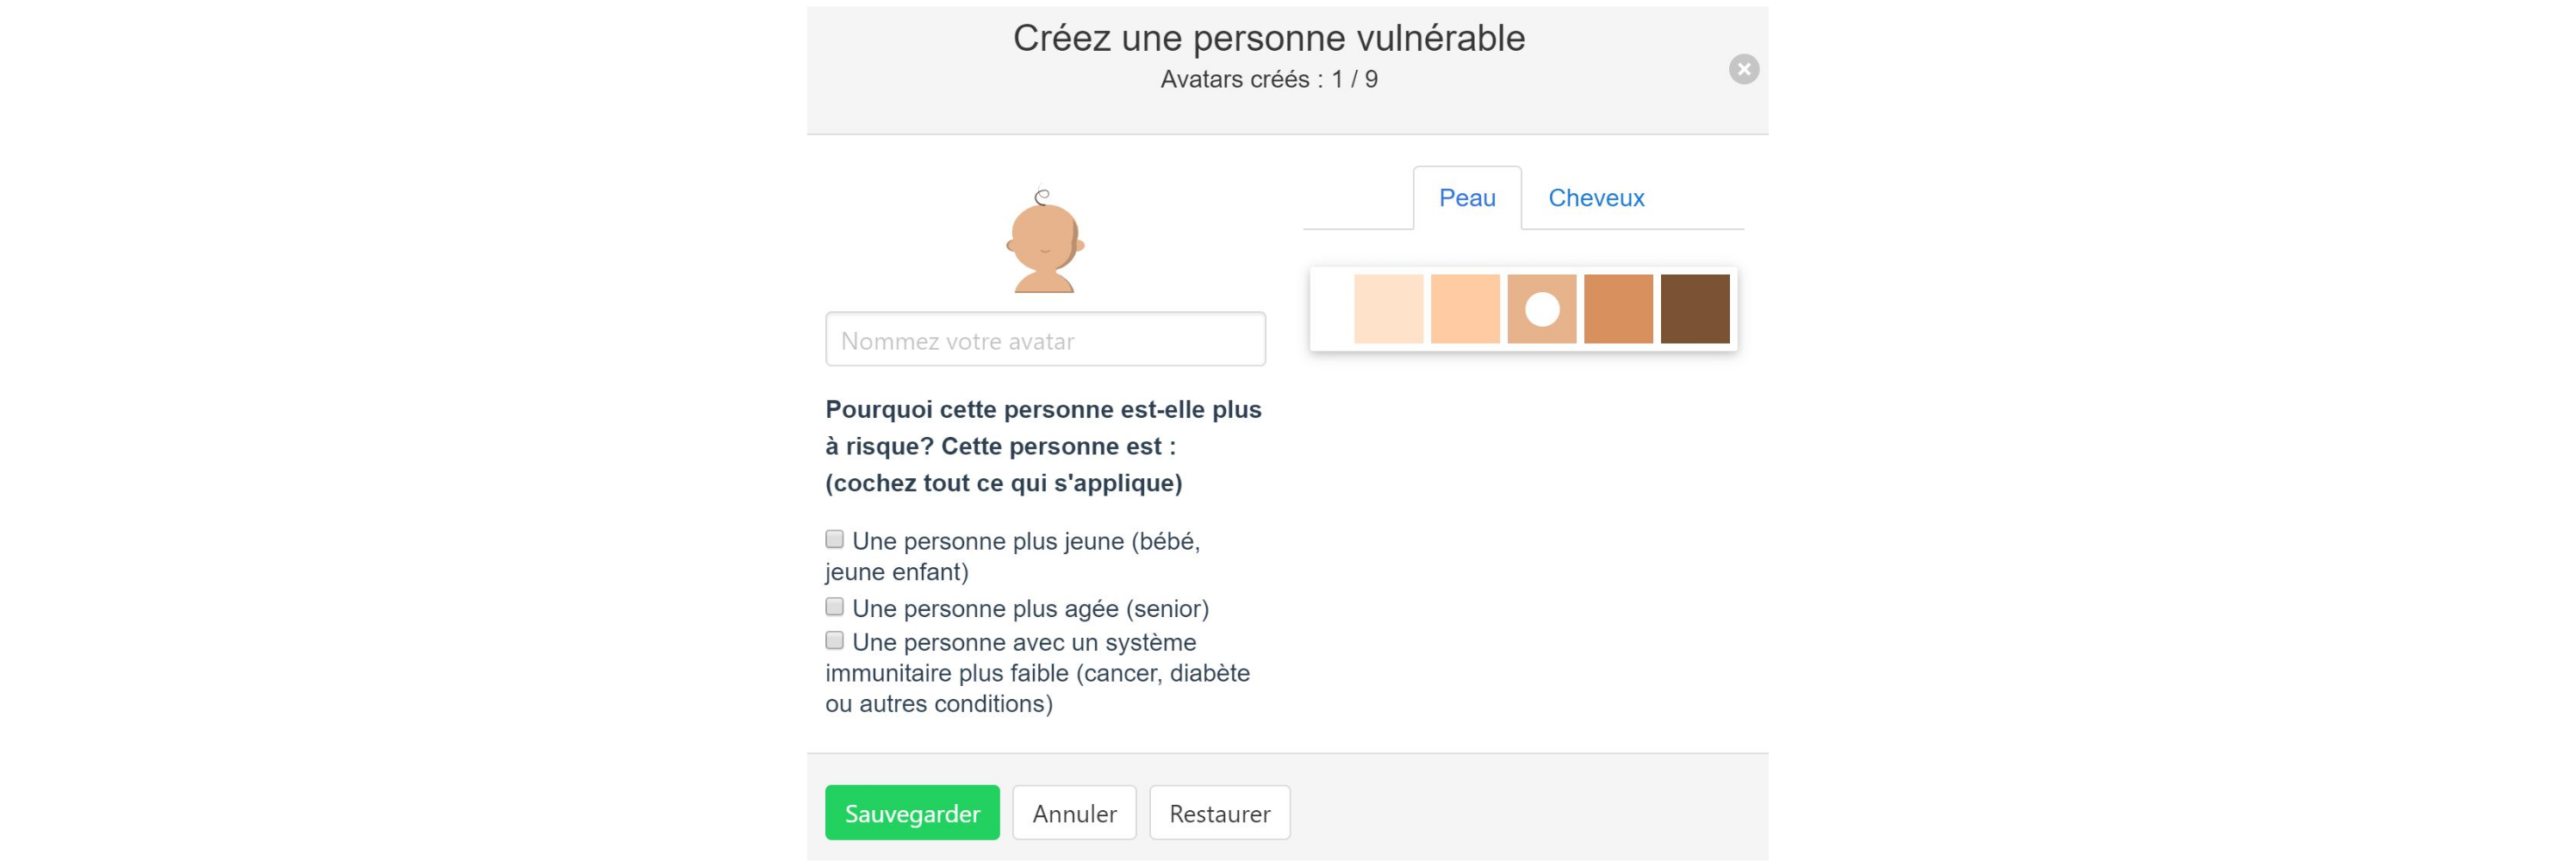 Créez une personne vulnérable
Avatars créés : 1 / 9
Peau
Cheveux
Nommez votre avatar
Pourquoi cette personne est-elle plus
à risque? Cette personne est :
(cochez tout ce qui s'applique)
Une personne plus jeune (bébé,
jeune enfant)
Une personne plus agée (senior)
Une personne avec un système
immunitaire plus faible (cancer, diabète
ou autres conditions)
Sauvegarder
Annuler
Restaurer